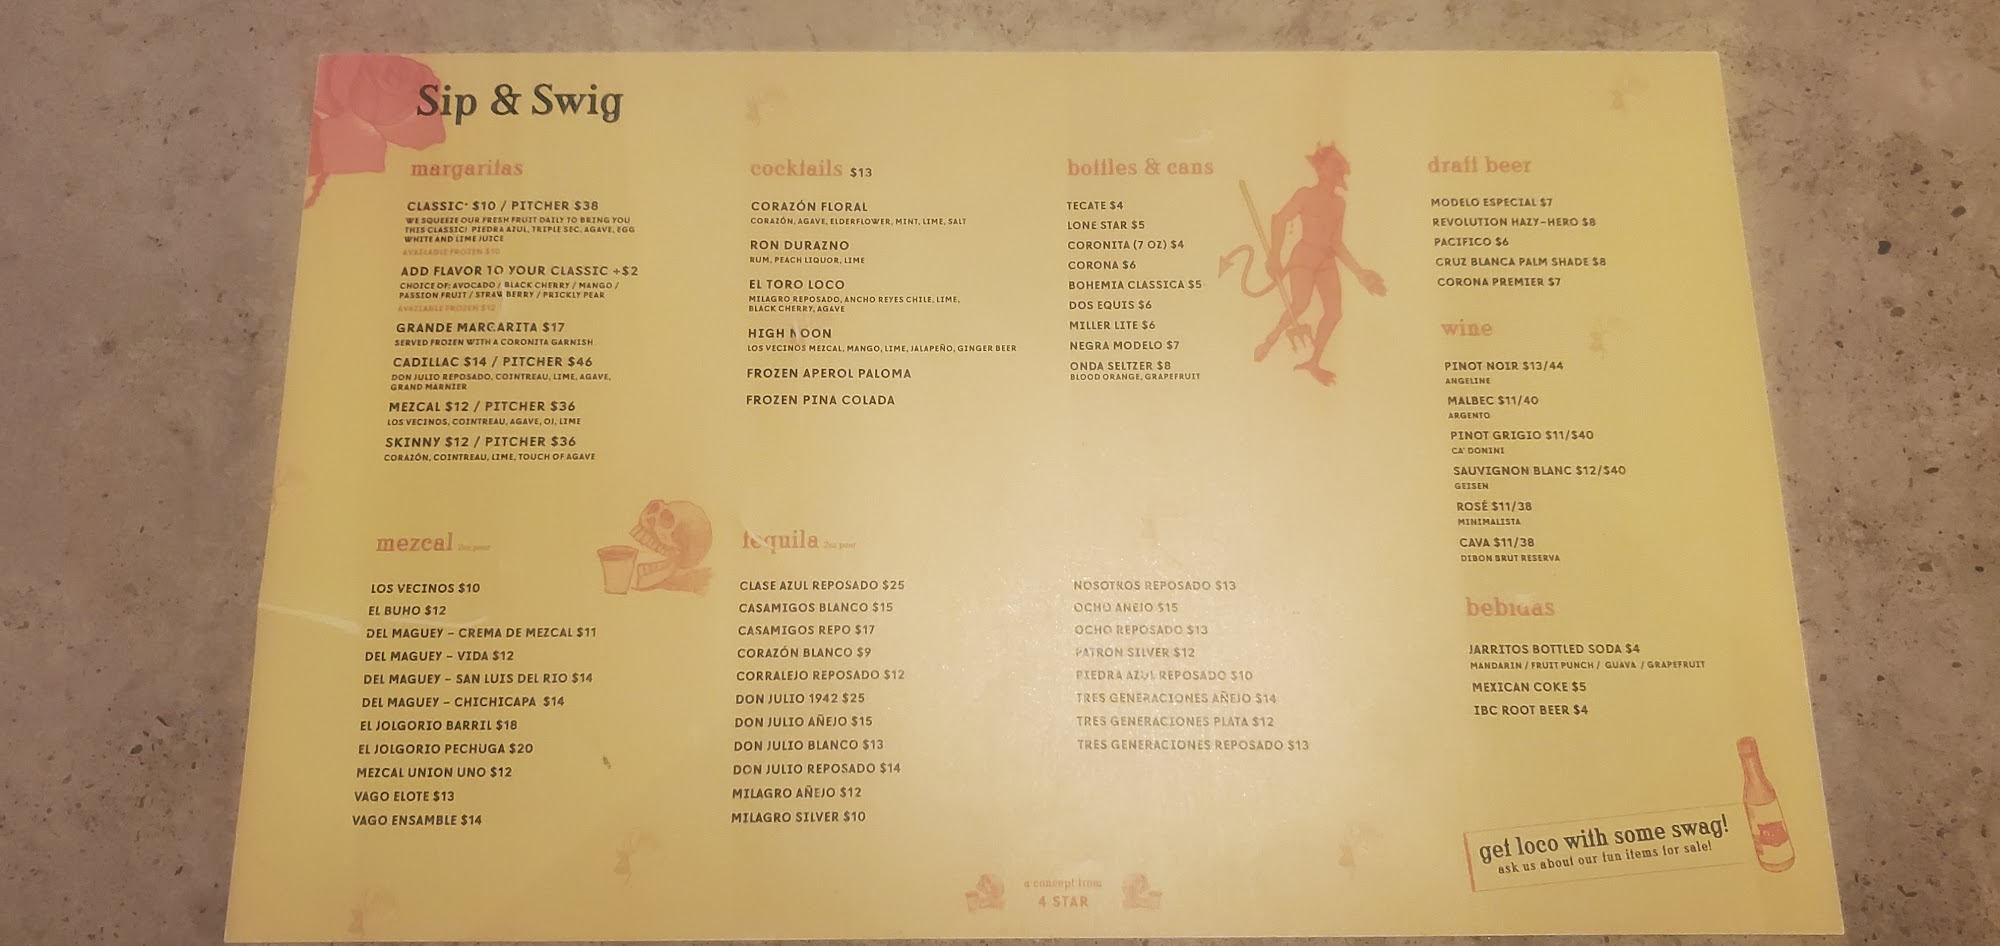 Sip & Swig
margaritas
CLASSIC* $10 / PITCHER $38
WE SQUEEZE OUR FRESH FRUIT DAILY TO BRING YOU
THIS CLASSIC! PIEDRA AZUL, TRIPLE SEC, AGAVE, EGG
WHITE AND LIME JUICE
AVAILABLE FROZEN $10
ADD FLAVOR TO YOUR CLASSIC +$2
CHOICE OF: AVOCADO / BLACK CHERRY / MANGO /
PASSION FRUIT / STRAWBERRY / PRICKLY PEAR
AVAILABLE FROZEN $12
GRANDE MARGARITA $17
SERVED FROZEN WITH A CORONITA GARNISH
CADILLAC $14 / PITCHER $46
DON JULIO REPOSADO, COINTREAU, LIME, AGAVE,
GRAND MARNIER
MEZCAL $12 / PITCHER $36
LOS VECINOS, COINTREAU, AGAVE, OJ, LIME
SKINNY $12 / PITCHER $36
CORAZÓN, COINTREAU, LIME, TOUCH OF AGAVE
cocktails $13
CORAZÓN FLORAL
CORAZÓN, AGAVE, ELDERFLOWER, MINT, LIME, SALT
RON DURAZNO
RUM, PEACH LIQUOR, LIME
EL TORO LOCO
MILAGRO REPOSADO, ANCHO REYES CHILE, LIME,
BLACK CHERRY, AGAVE
HIGH NOON
LOS VECINOS MEZCAL, MANGO, LIME, JALAPEÑO, GINGER BEER
FROZEN APEROL PALOMA
FROZEN PINA COLADA
bottles & cans
TECATE $4
LONE STAR $5
CORONITA (7 OZ) $4
CORONA $6
BOHEMIA CLASSICA $5
DOS EQUIS $6
MILLER LITE $6
NEGRA MODELO $7
ONDA SELTZER $8
BLOOD ORANGE, GRAPEFRUIT
draft beer
MODELO ESPECIAL $7
REVOLUTION HAZY-HERO $8
PACIFICO $6
CRUZ BLANCA PALM SHADE $8
CORONA PREMIER $7
wine
PINOT NOIR $13/44
ANGELINE
MALBEC $11/40
ARGENTO
PINOT GRIGIO $11/$40
CA' DONINI
SAUVIGNON BLANC $12/$40
GEISEN
ROSÉ $11/38
MINIMALISTA
CAVA $11/38
DIBON BRUT RESERVA
bebidas
JARRITOS BOTTLED SODA $4
MANDARIN / FRUIT PUNCH / GUAVA / GRAPEFRUIT
MEXICAN COKE $5
IBC ROOT BEER $4
mezcal 2oz pour
LOS VECINOS $10
EL BUHO $12
DEL MAGUEY - CREMA DE MEZCAL $11
DEL MAGUEY - VIDA $12
DEL MAGUEY - SAN LUIS DEL RIO $14
DEL MAGUEY - CHICHICAPA $14
EL JOLGORIO BARRIL $18
EL JOLGORIO PECHUGA $20
MEZCAL UNION UNO $12
VAGO ELOTE $13
VAGO ENSAMBLE $14
tequila 2oz pour
CLASE AZUL REPOSADO $25
CASAMIGOS BLANCO $15
CASAMIGOS REPO $17
CORAZÓN BLANCO $9
CORRALEJO REPOSADO $12
DON JULIO 1942 $25
DON JULIO AÑEJO $15
DON JULIO BLANCO $13
DON JULIO REPOSADO $14
MILAGRO AÑEJO $12
MILAGRO SILVER $10
NOSOTROS REPOSADO $13
OCHO ANEJO $15
OCHO REPOSADO $13
PATRON SILVER $12
PIEDRA AZUL REPOSADO $10
TRES GENERACIONES AÑEJO $14
TRES GENERACIONES PLATA $12
TRES GENERACIONES REPOSADO $13
get loco with some swag!
ask us about our fun items for sale!
a concept from
4 STAR